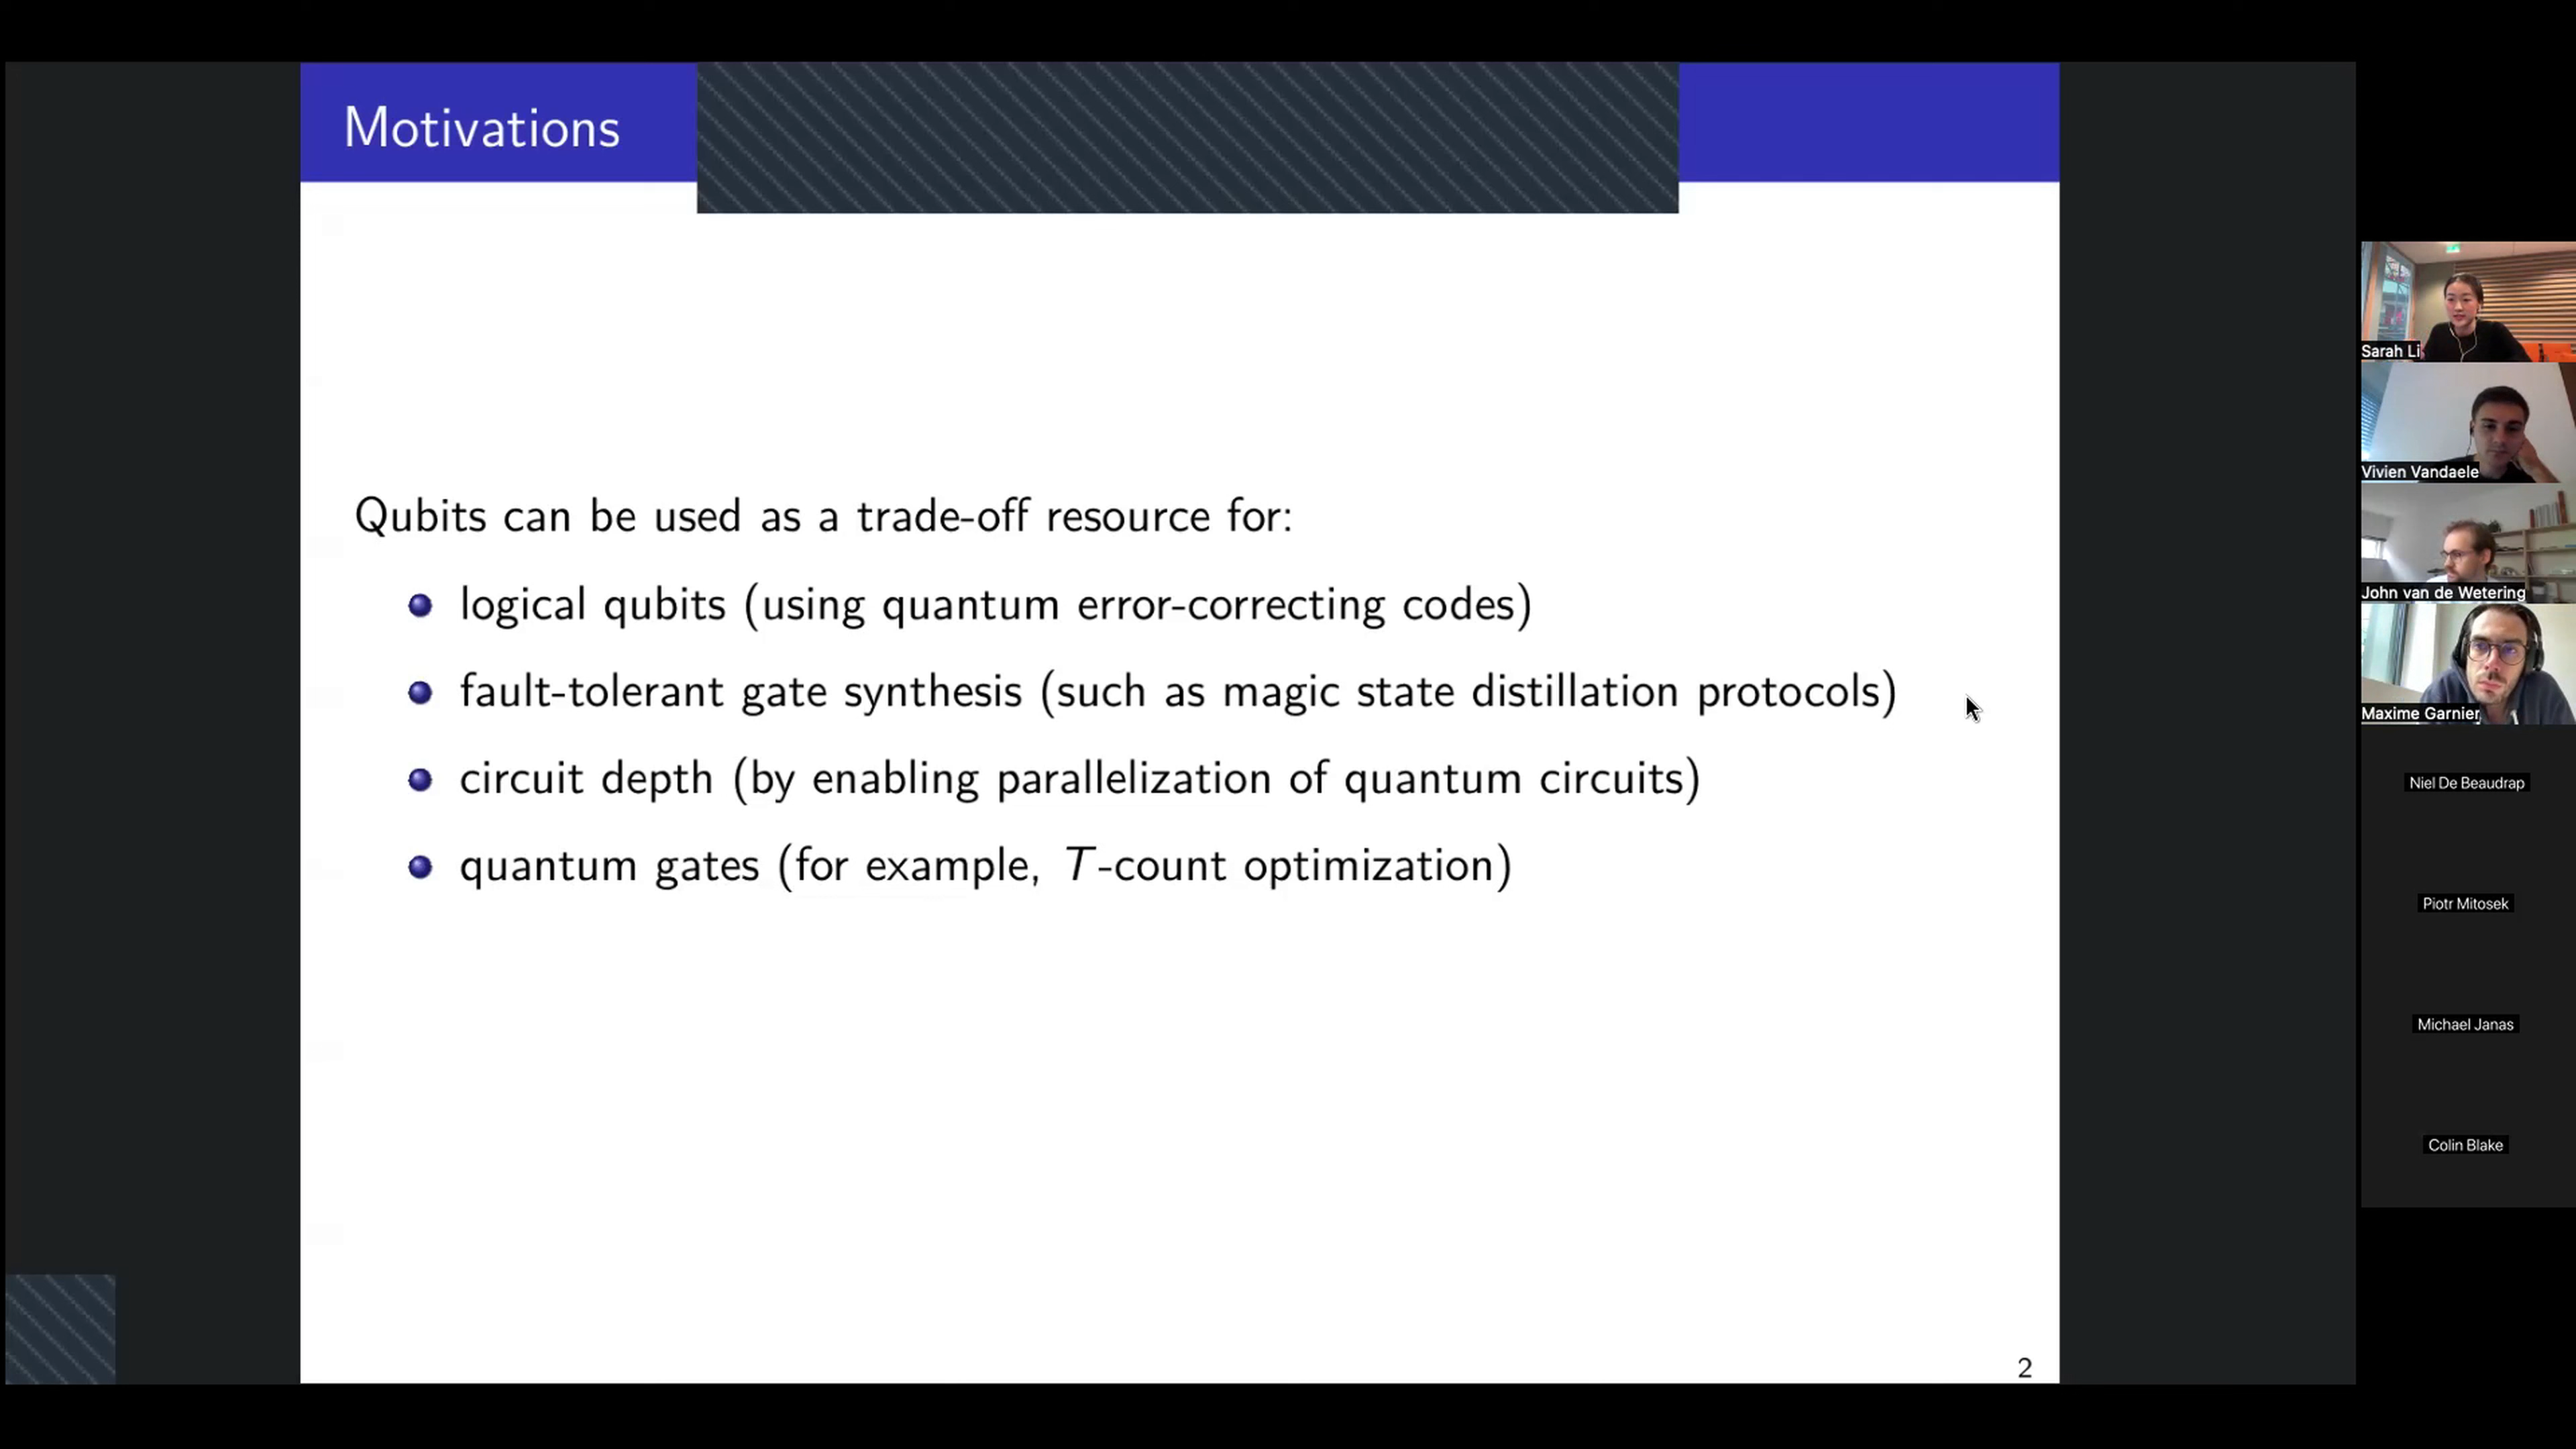 Motivations
Qubits can be used as a trade-off resource for:
logical qubits (using quantum error-correcting codes)
fault-tolerant gate synthesis (such as magic state distillation protocols)
circuit depth (by enabling parallelization of quantum circuits)
quantum gates (for example, T-count optimization)
2
Sarah Li
Vivien Vandaele
John van de Wetering
Maxime Garnier
Niel De Beaudrap
Piotr Mitosek
Michael Janas
Colin Blake